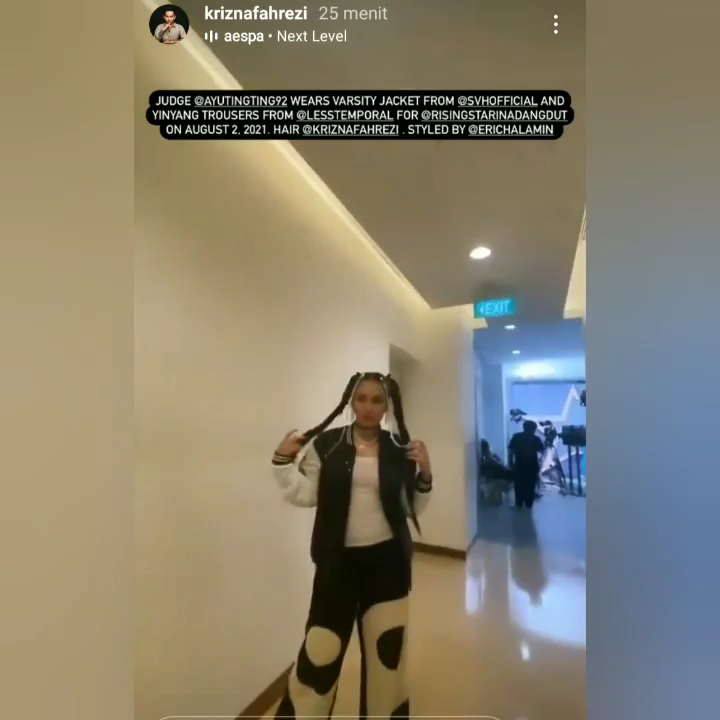 kriznafahrezi 25 menit
aespa • Next Level
JUDGE @AYUTINGTING92 WEARS VARSITY JACKET FROM @SVHOFFICIAL AND
YINYANG TROUSERS FROM @LESSTEMPORAL FOR @RISINGSTARINADANGDUT
ON AUGUST 2, 2021. HAIR @KRIZNAFAHREZI . STYLED BY @ERICHALAMIN
EXIT